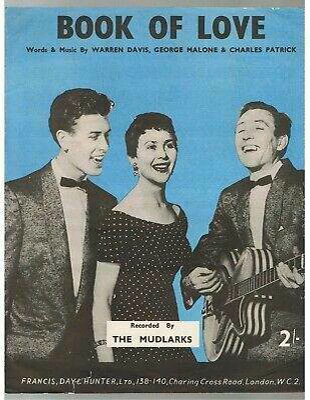 BOOK OF LOVE
Words & Music By WARREN DAVIS, GEORGE MALONE & CHARLES PATRICK
Recorded By
THE MUDLARKS
2/-
FRANCIS, DAY & HUNTER, LTD., 138-140, Charing Cross Road, London, W.C.2.